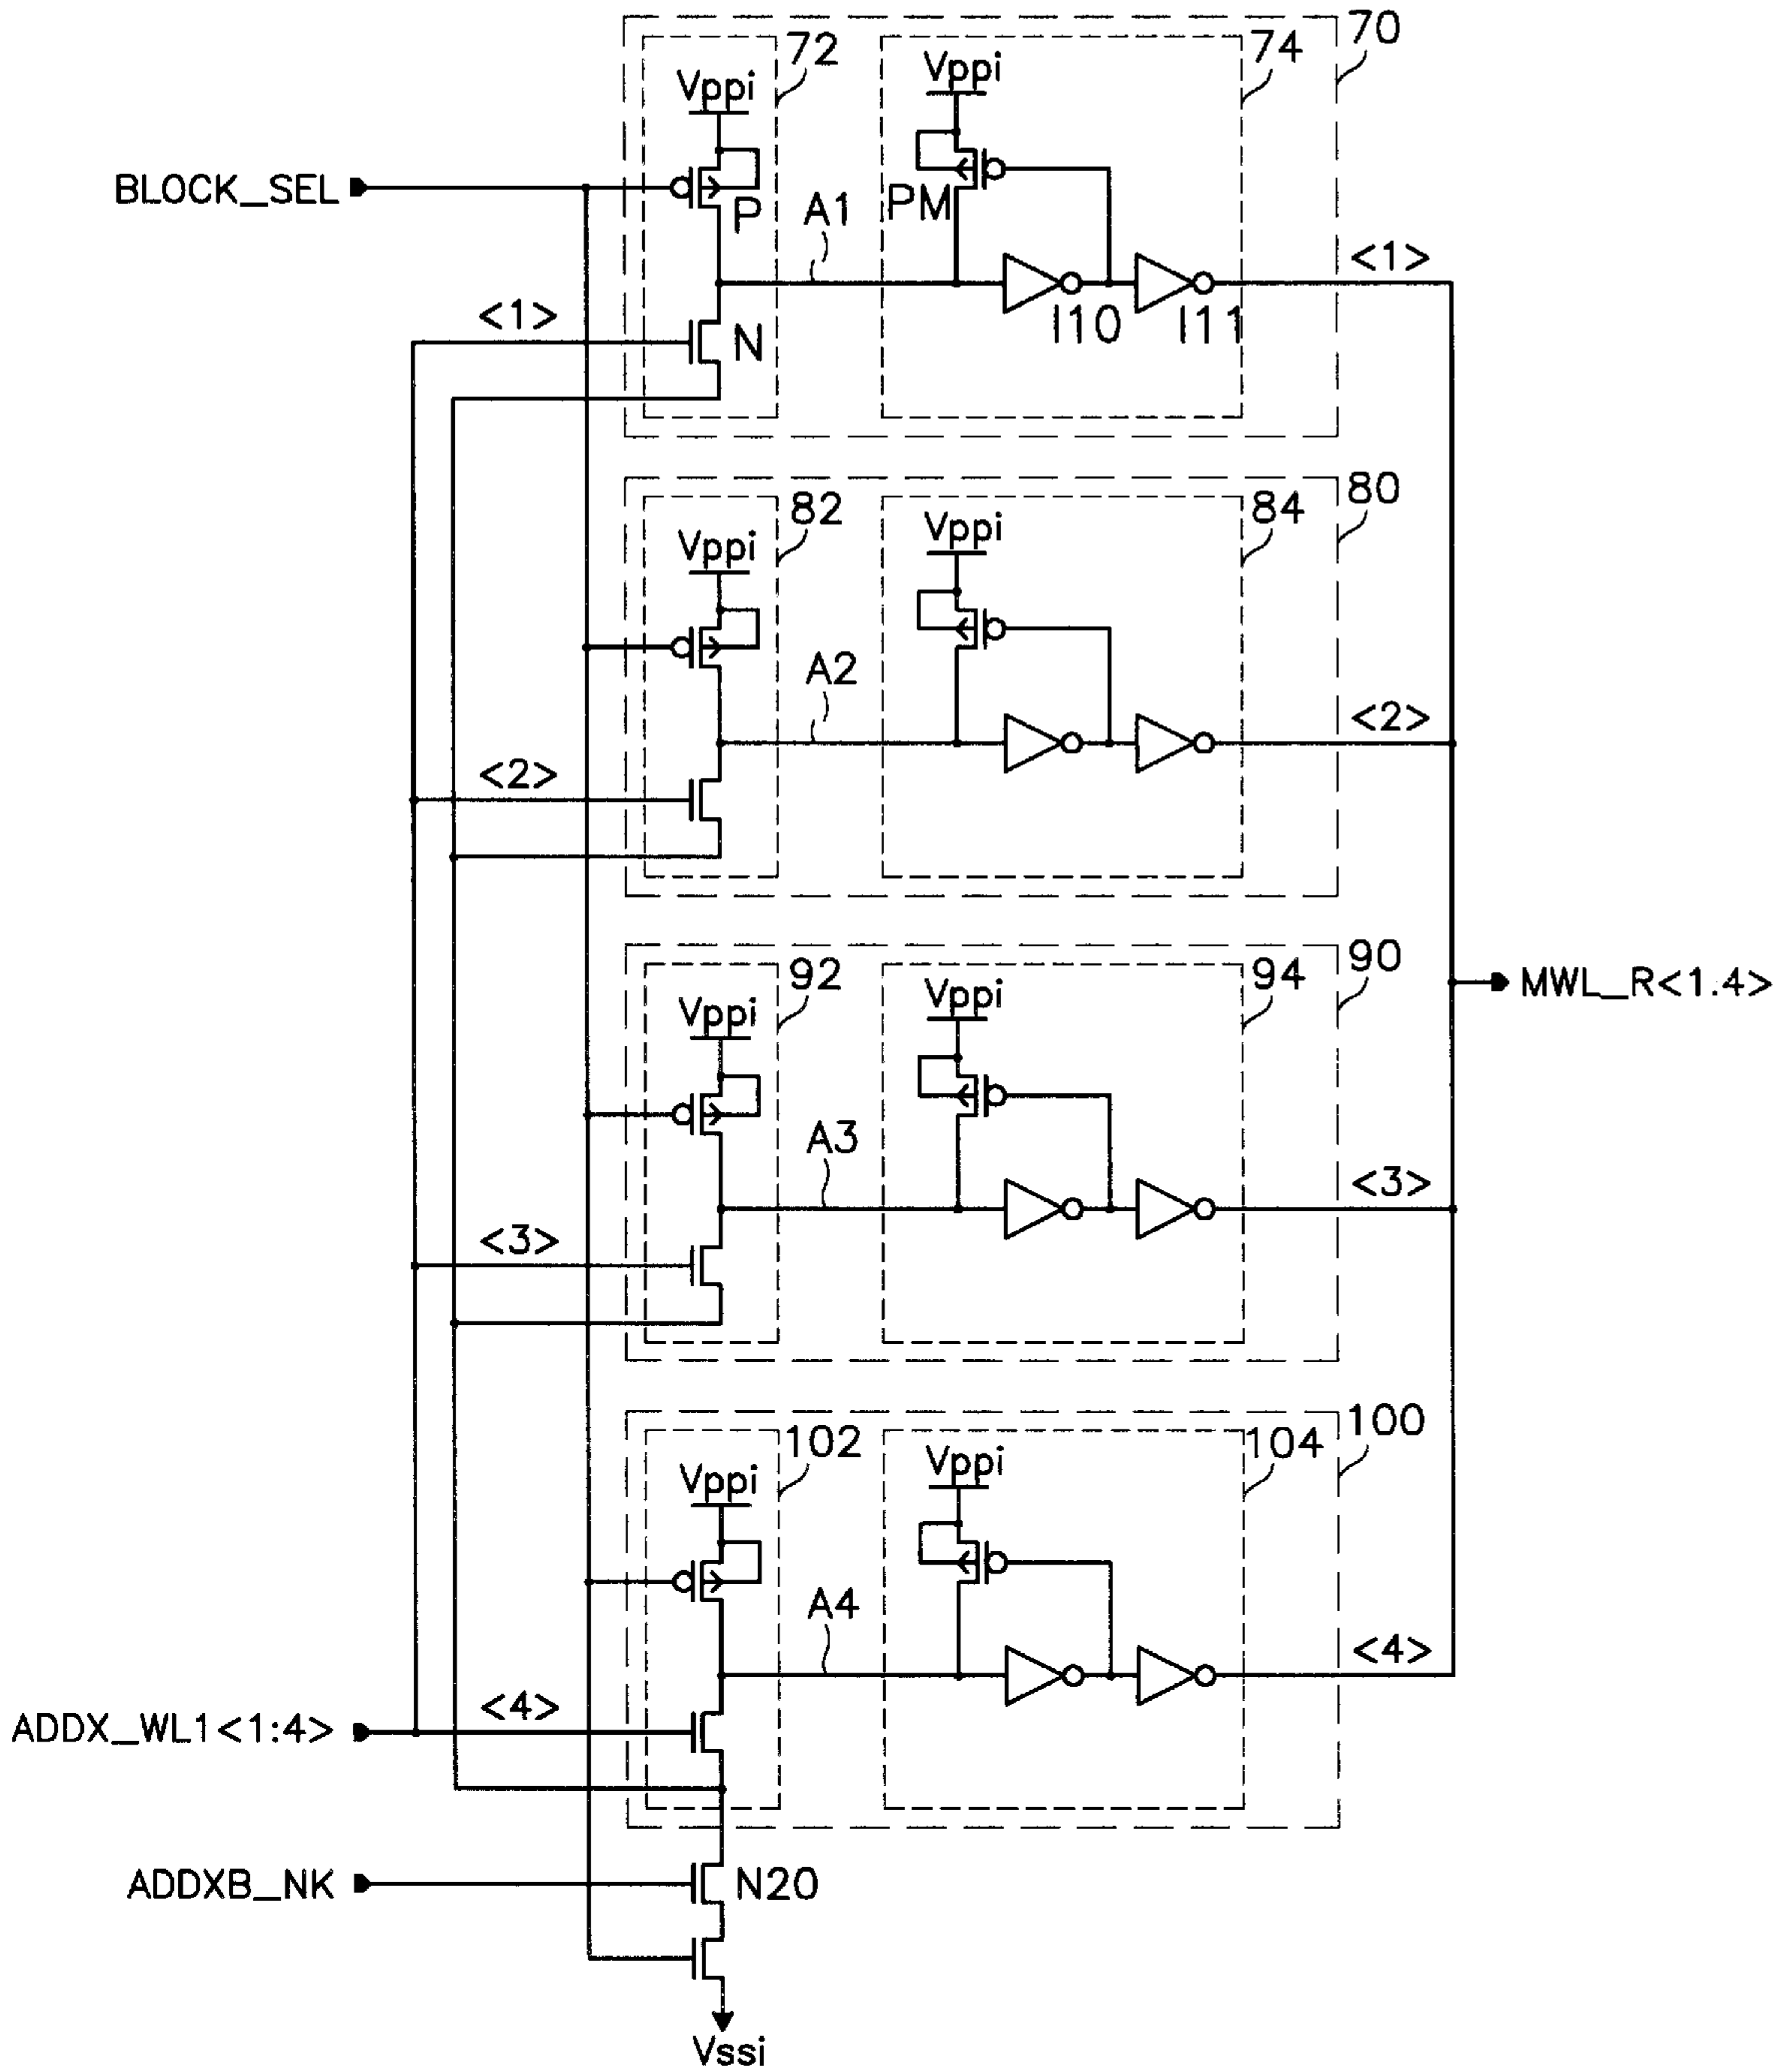 70
72
74
Vppi
Vppi
BLOCK_SEL
P
PM
A1
<1>
<1>
N
I10
I11
80
82
84
Vppi
Vppi
A2
<2>
<2>
90
92
94
Vppi
Vppi
MWL_R<1:4>
A3
<3>
<3>
100
102
104
Vppi
Vppi
A4
<4>
<4>
ADDX_WL1<1:4>
ADDXB_NK
N20
Vssi